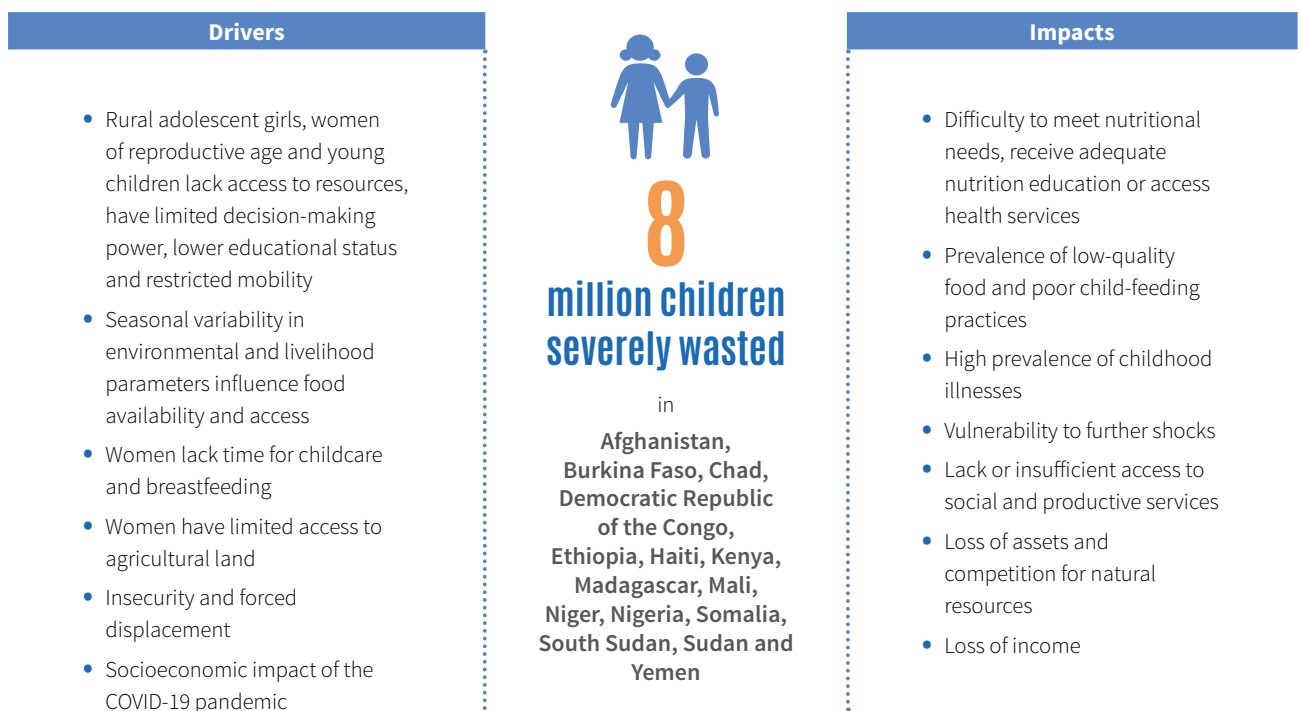 Drivers
Rural adolescent girls, women
of reproductive age and young
children lack access to resources,
have limited decision-making
power, lower educational status
and restricted mobility
Seasonal variability in
environmental and livelihood
parameters influence food
availability and access
Women lack time for childcare
and breastfeeding
Women have limited access to
agricultural land
Insecurity and forced
displacement
Socioeconomic impact of the
COVID-19 pandemic
8
million children
severely wasted
in
Afghanistan,
Burkina Faso, Chad,
Democratic Republic
of the Congo,
Ethiopia, Haiti, Kenya,
Madagascar, Mali,
Niger, Nigeria, Somalia,
South Sudan, Sudan and
Yemen
Impacts
Difficulty to meet nutritional
needs, receive adequate
nutrition education or access
health services
Prevalence of low-quality
food and poor child-feeding
practices
High prevalence of childhood
illnesses
Vulnerability to further shocks
Lack or insufficient access to
social and productive services
Loss of assets and
competition for natural
resources
Loss of income